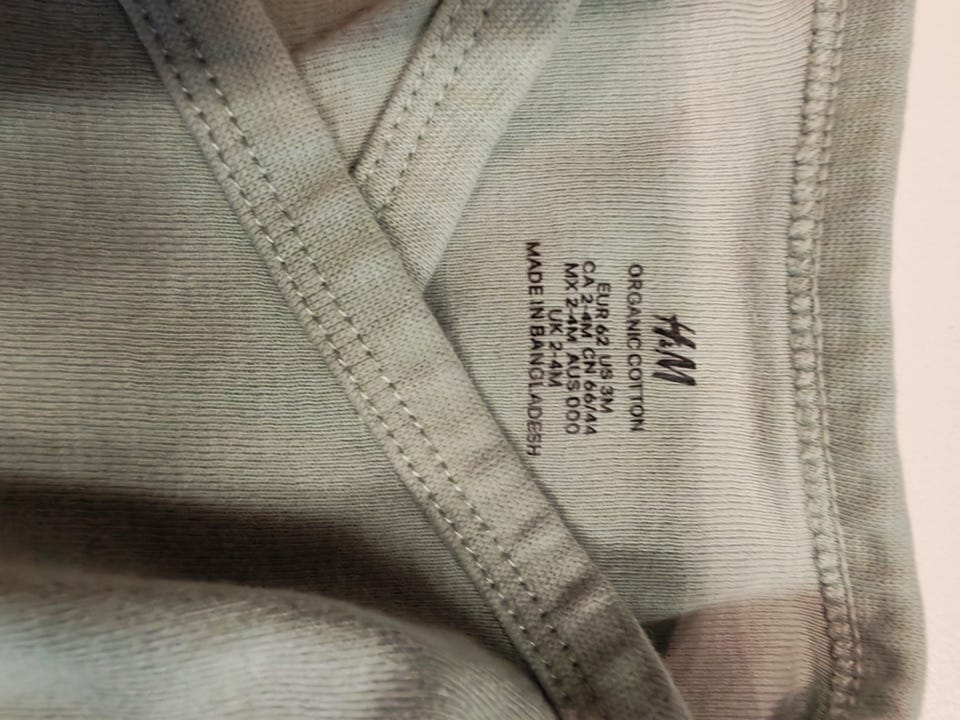 H&M
ORGANIC COTTON
EUR 62 US 3M
CA 2-4M CN 66/44
MX 2-4M AUS 000
UK 2-4M
MADE IN BANGLADESH